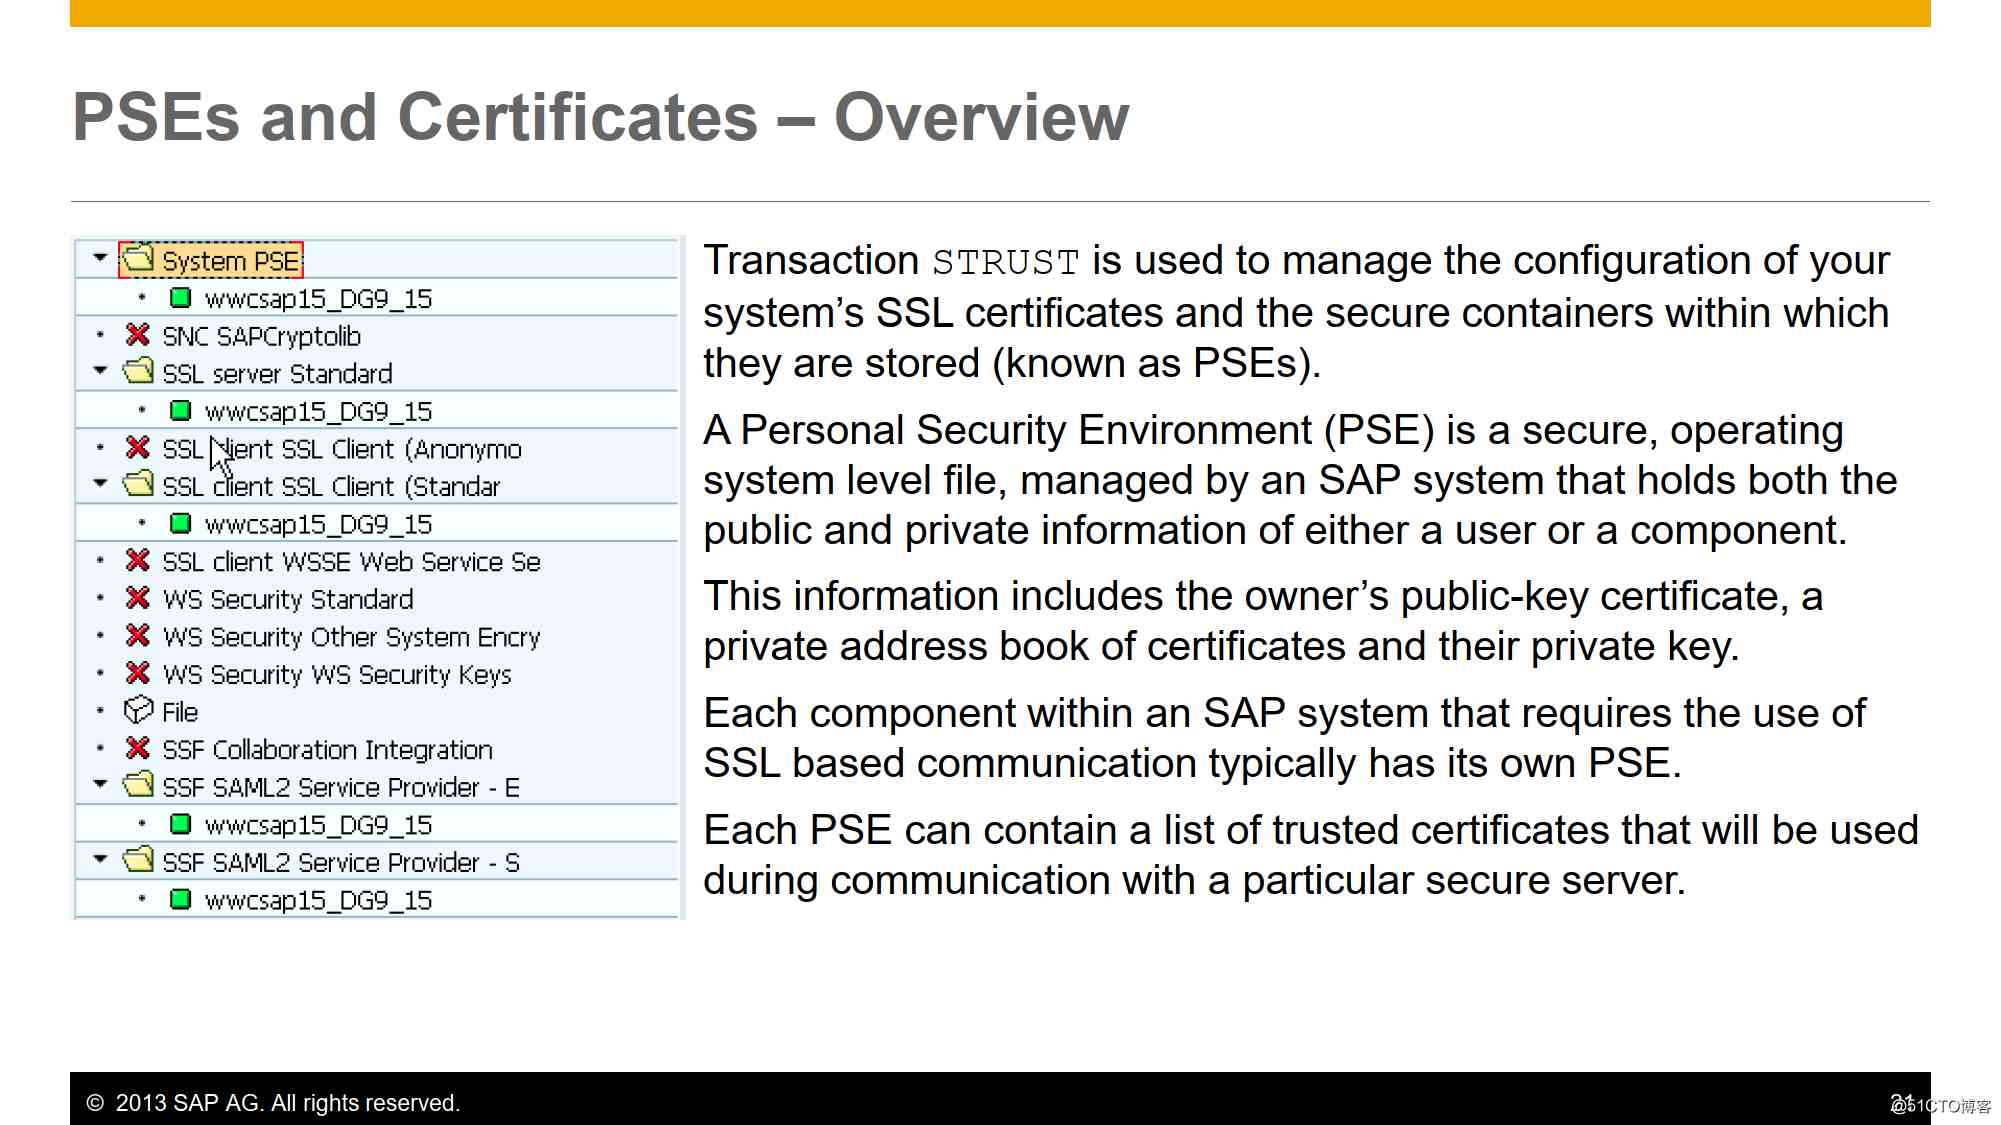 PSEs and Certificates – Overview
System PSE
wwcsap15_DG9_15
SNC SAPCryptolib
SSL server Standard
wwcsap15_DG9_15
SSL client SSL Client (Anonymo
SSL client SSL Client (Standar
wwcsap15_DG9_15
SSL client WSSE Web Service Se
WS Security Standard
WS Security Other System Encry
WS Security WS Security Keys
File
SSF Collaboration Integration
SSF SAML2 Service Provider - E
wwcsap15_DG9_15
SSF SAML2 Service Provider - S
wwcsap15_DG9_15
Transaction STRUST is used to manage the configuration of your
system’s SSL certificates and the secure containers within which
they are stored (known as PSEs).
A Personal Security Environment (PSE) is a secure, operating
system level file, managed by an SAP system that holds both the
public and private information of either a user or a component.
This information includes the owner’s public-key certificate, a
private address book of certificates and their private key.
Each component within an SAP system that requires the use of
SSL based communication typically has its own PSE.
Each PSE can contain a list of trusted certificates that will be used
during communication with a particular secure server.
© 2013 SAP AG. All rights reserved.
@51CTO博客